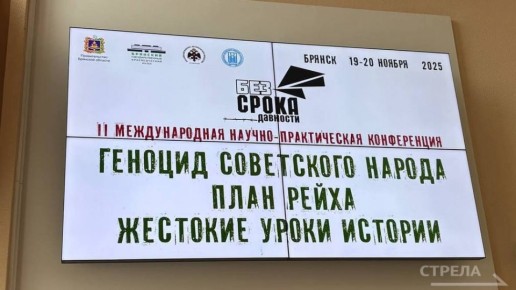 БРЯНСК 19-20 НОЯБРЯ 2025
БЕЗ
СРОКА
ДАВНОСТИ
II МЕЖДУНАРОДНАЯ НАУЧНО-ПРАКТИЧЕСКАЯ КОНФЕРЕНЦИЯ
ГЕНОЦИД СОВЕТСКОГО НАРОДА
ПЛАН РЕЙХА
ЖЕСТОКИЕ УРОКИ ИСТОРИИ
СТРЕЛА